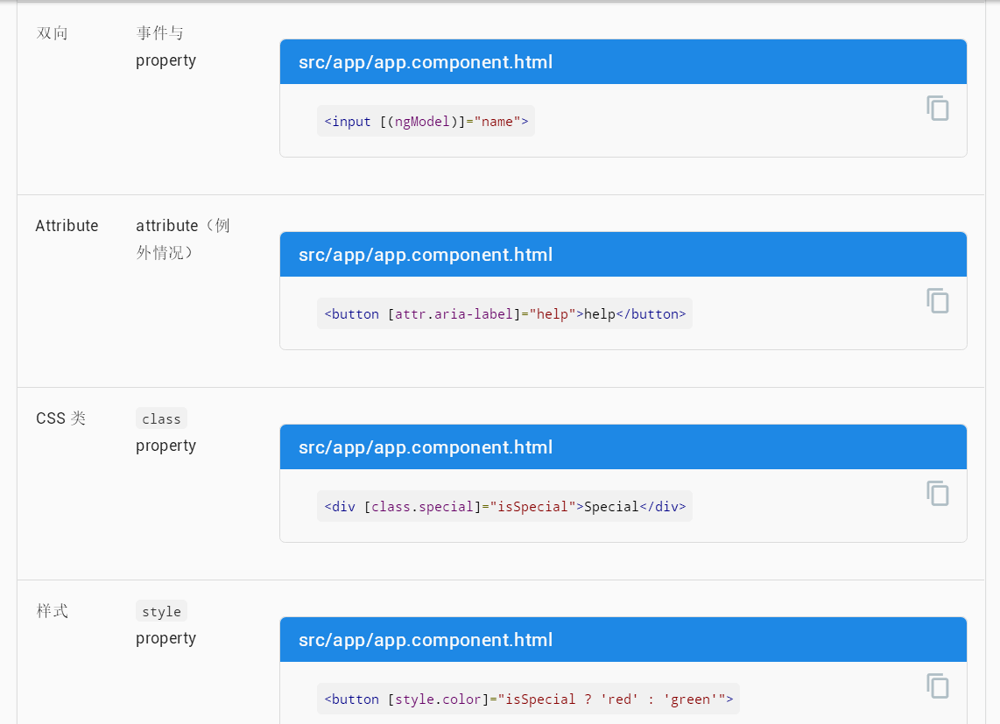 双向
事件与
property
src/app/app.component.html
<input [(ngModel)]="name">
Attribute
attribute（例
外情况）
src/app/app.component.html
<button [attr.aria-label]="help">help</button>
CSS 类
class
property
src/app/app.component.html
<div [class.special]="isSpecial">Special</div>
样式
style
property
src/app/app.component.html
<button [style.color]="isSpecial ? 'red' : 'green'">